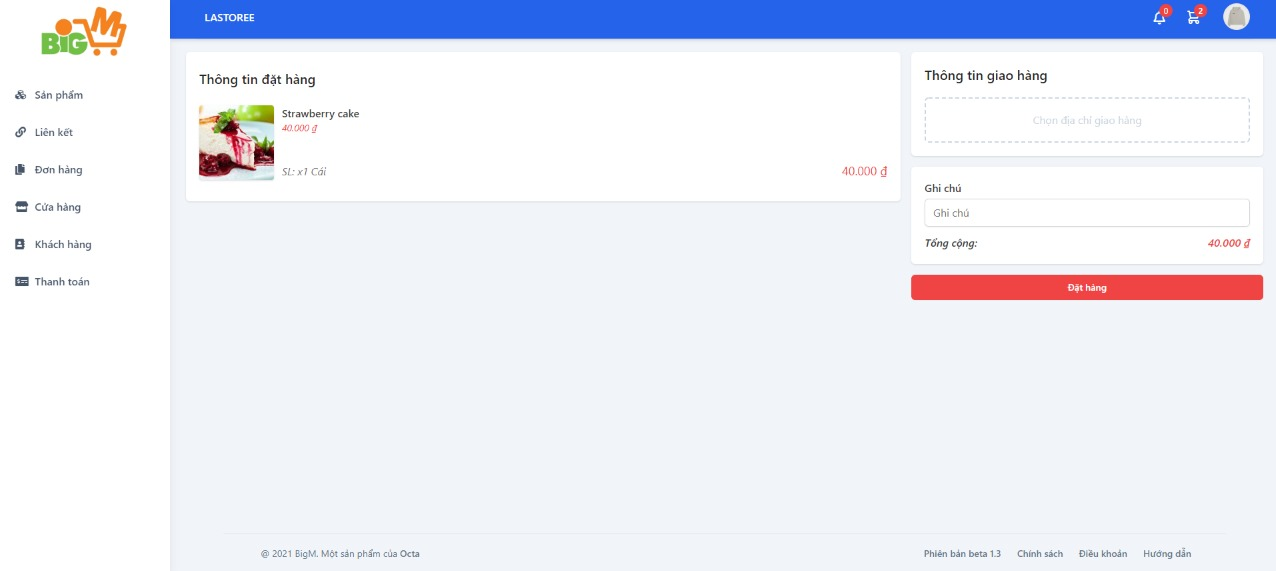 BiGM
LASTOREE
0
2
Sản phẩm
Liên kết
Đơn hàng
Cửa hàng
Khách hàng
Thanh toán
Thông tin đặt hàng
Strawberry cake
40.000 ₫
SL: x1 Cái
40.000 ₫
Thông tin giao hàng
Chọn địa chỉ giao hàng
Ghi chú
Ghi chú
Tổng cộng:
40.000 ₫
Đặt hàng
@ 2021 BigM. Một sản phẩm của Octa
Phiên bản beta 1.3
Chính sách
Điều khoản
Hướng dẫn